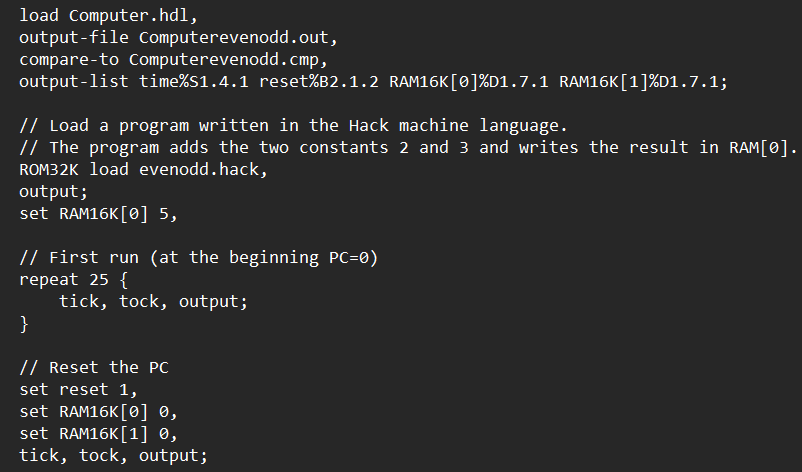 load Computer.hdl,
output-file Computerevenodd.out,
compare-to Computerevenodd.cmp,
output-list time%S1.4.1 reset%B2.1.2 RAM16K[0]%D1.7.1 RAM16K[1]%D1.7.1;

// Load a program written in the Hack machine language.
// The program adds the two constants 2 and 3 and writes the result in RAM[0].
ROM32K load evenodd.hack,
output;
set RAM16K[0] 5,

// First run (at the beginning PC=0)
repeat 25 {
    tick, tock, output;
}

// Reset the PC
set reset 1,
set RAM16K[0] 0,
set RAM16K[1] 0,
tick, tock, output;